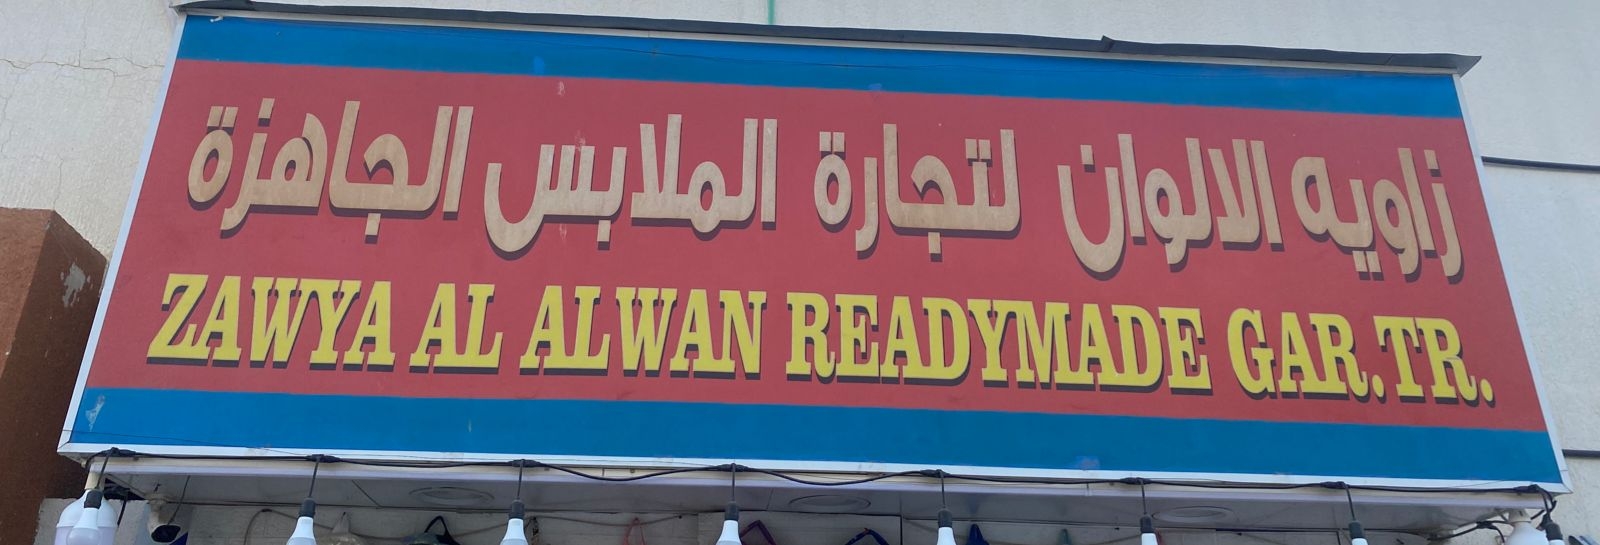 زاويه الالوان لتجارة الملابس الجاهزة
ZAWYA AL ALWAN READYMADE GAR.TR.